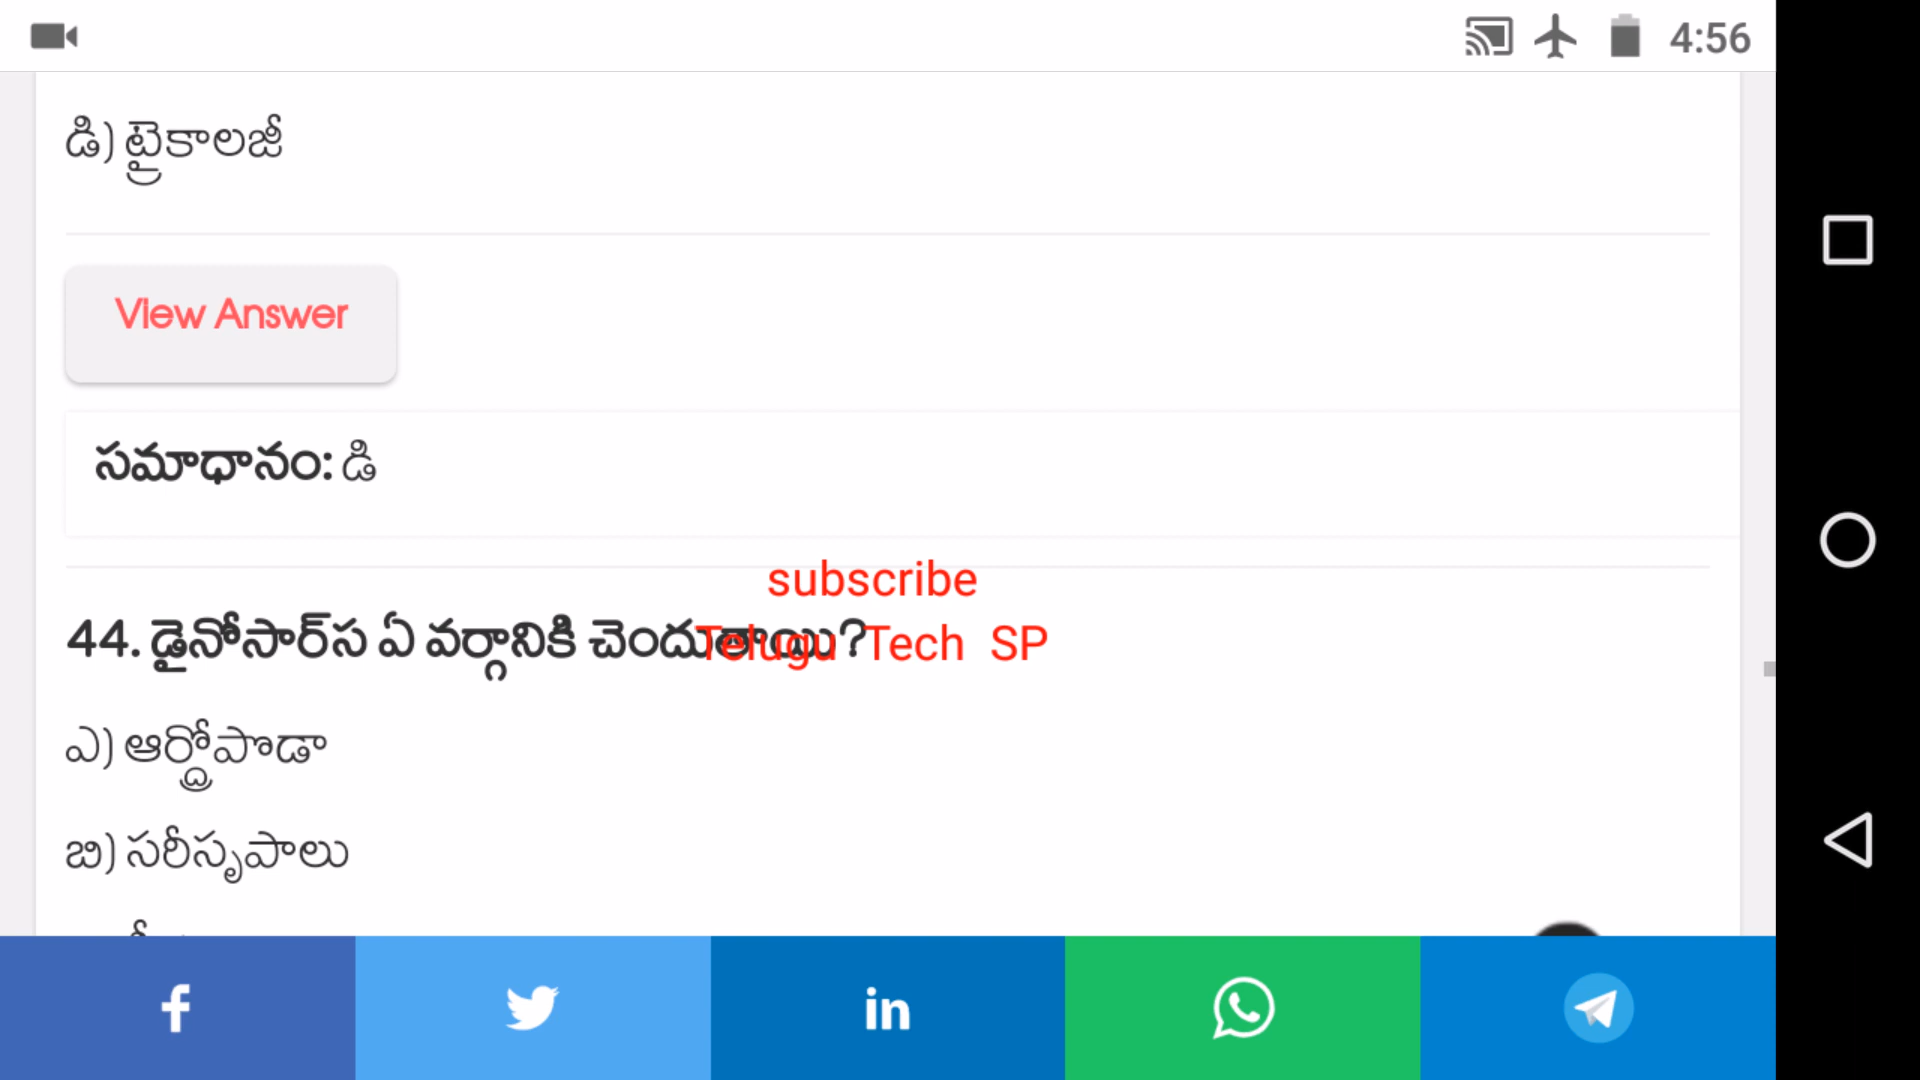 4:56
డి) ట్రైకాలజీ
View Answer
సమాధానం: డి
subscribe
44. డైనోసార్‌స ఏ వర్గానికి చెందుతాయి?
Telugu Tech SP
ఎ) ఆర్థ్రోపొడా
బి) సరీసృపాలు